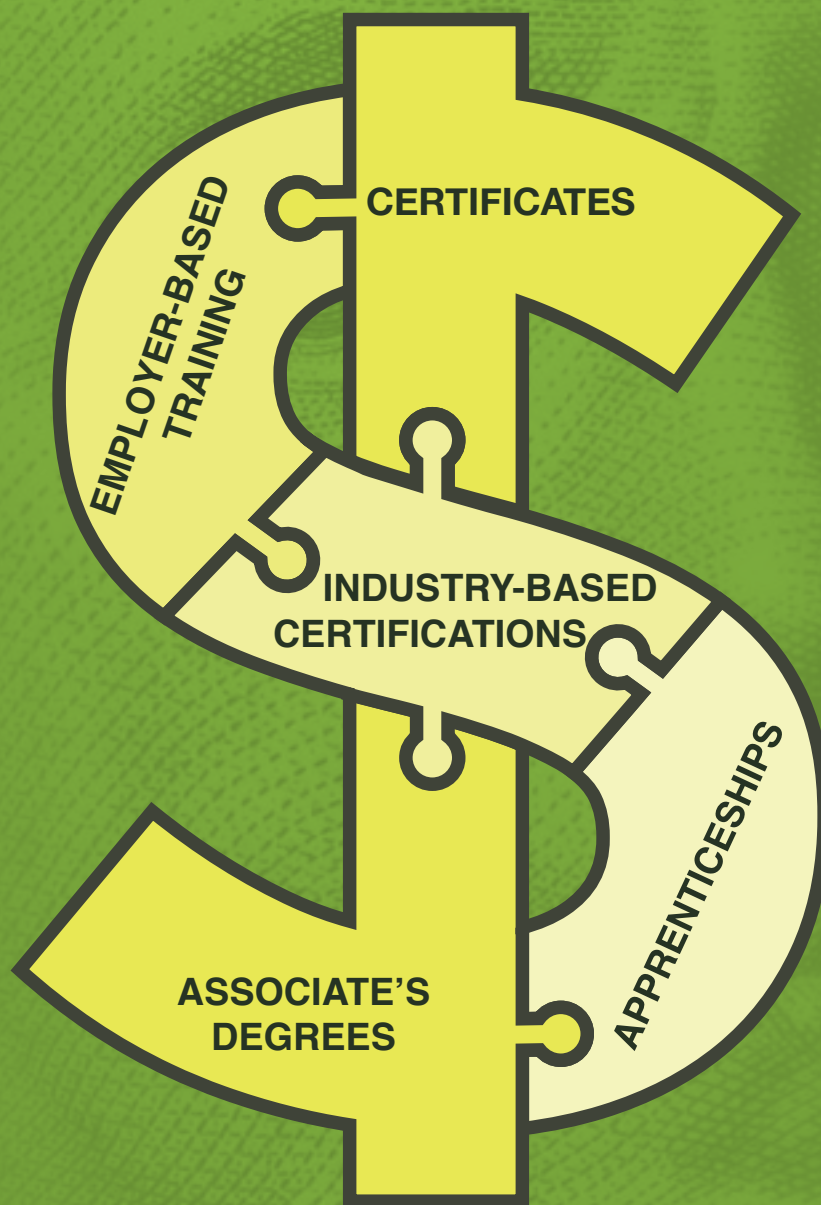 CERTIFICATES
EMPLOYER-BASED
TRAINING
INDUSTRY-BASED
CERTIFICATIONS
APPRENTICESHIPS
ASSOCIATE’S
DEGREES